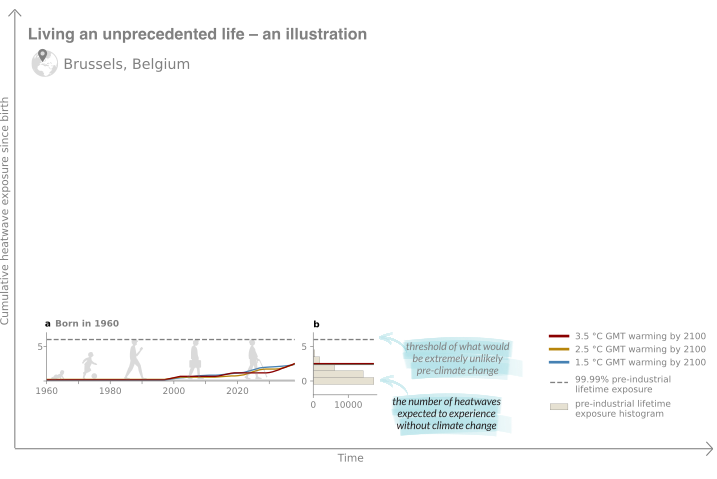 Living an unprecedented life – an illustration
Brussels, Belgium
Cumulative heatwave exposure since birth
a Born in 1960
5
1960
1980
2000
2020
b
5
0
0
10000
threshold of what would
be extremely unlikely
pre-climate change
the number of heatwaves
expected to experience
without climate change
3.5 °C GMT warming by 2100
2.5 °C GMT warming by 2100
1.5 °C GMT warming by 2100
99.99% pre-industrial
lifetime exposure
pre-industrial lifetime
exposure histogram
Time